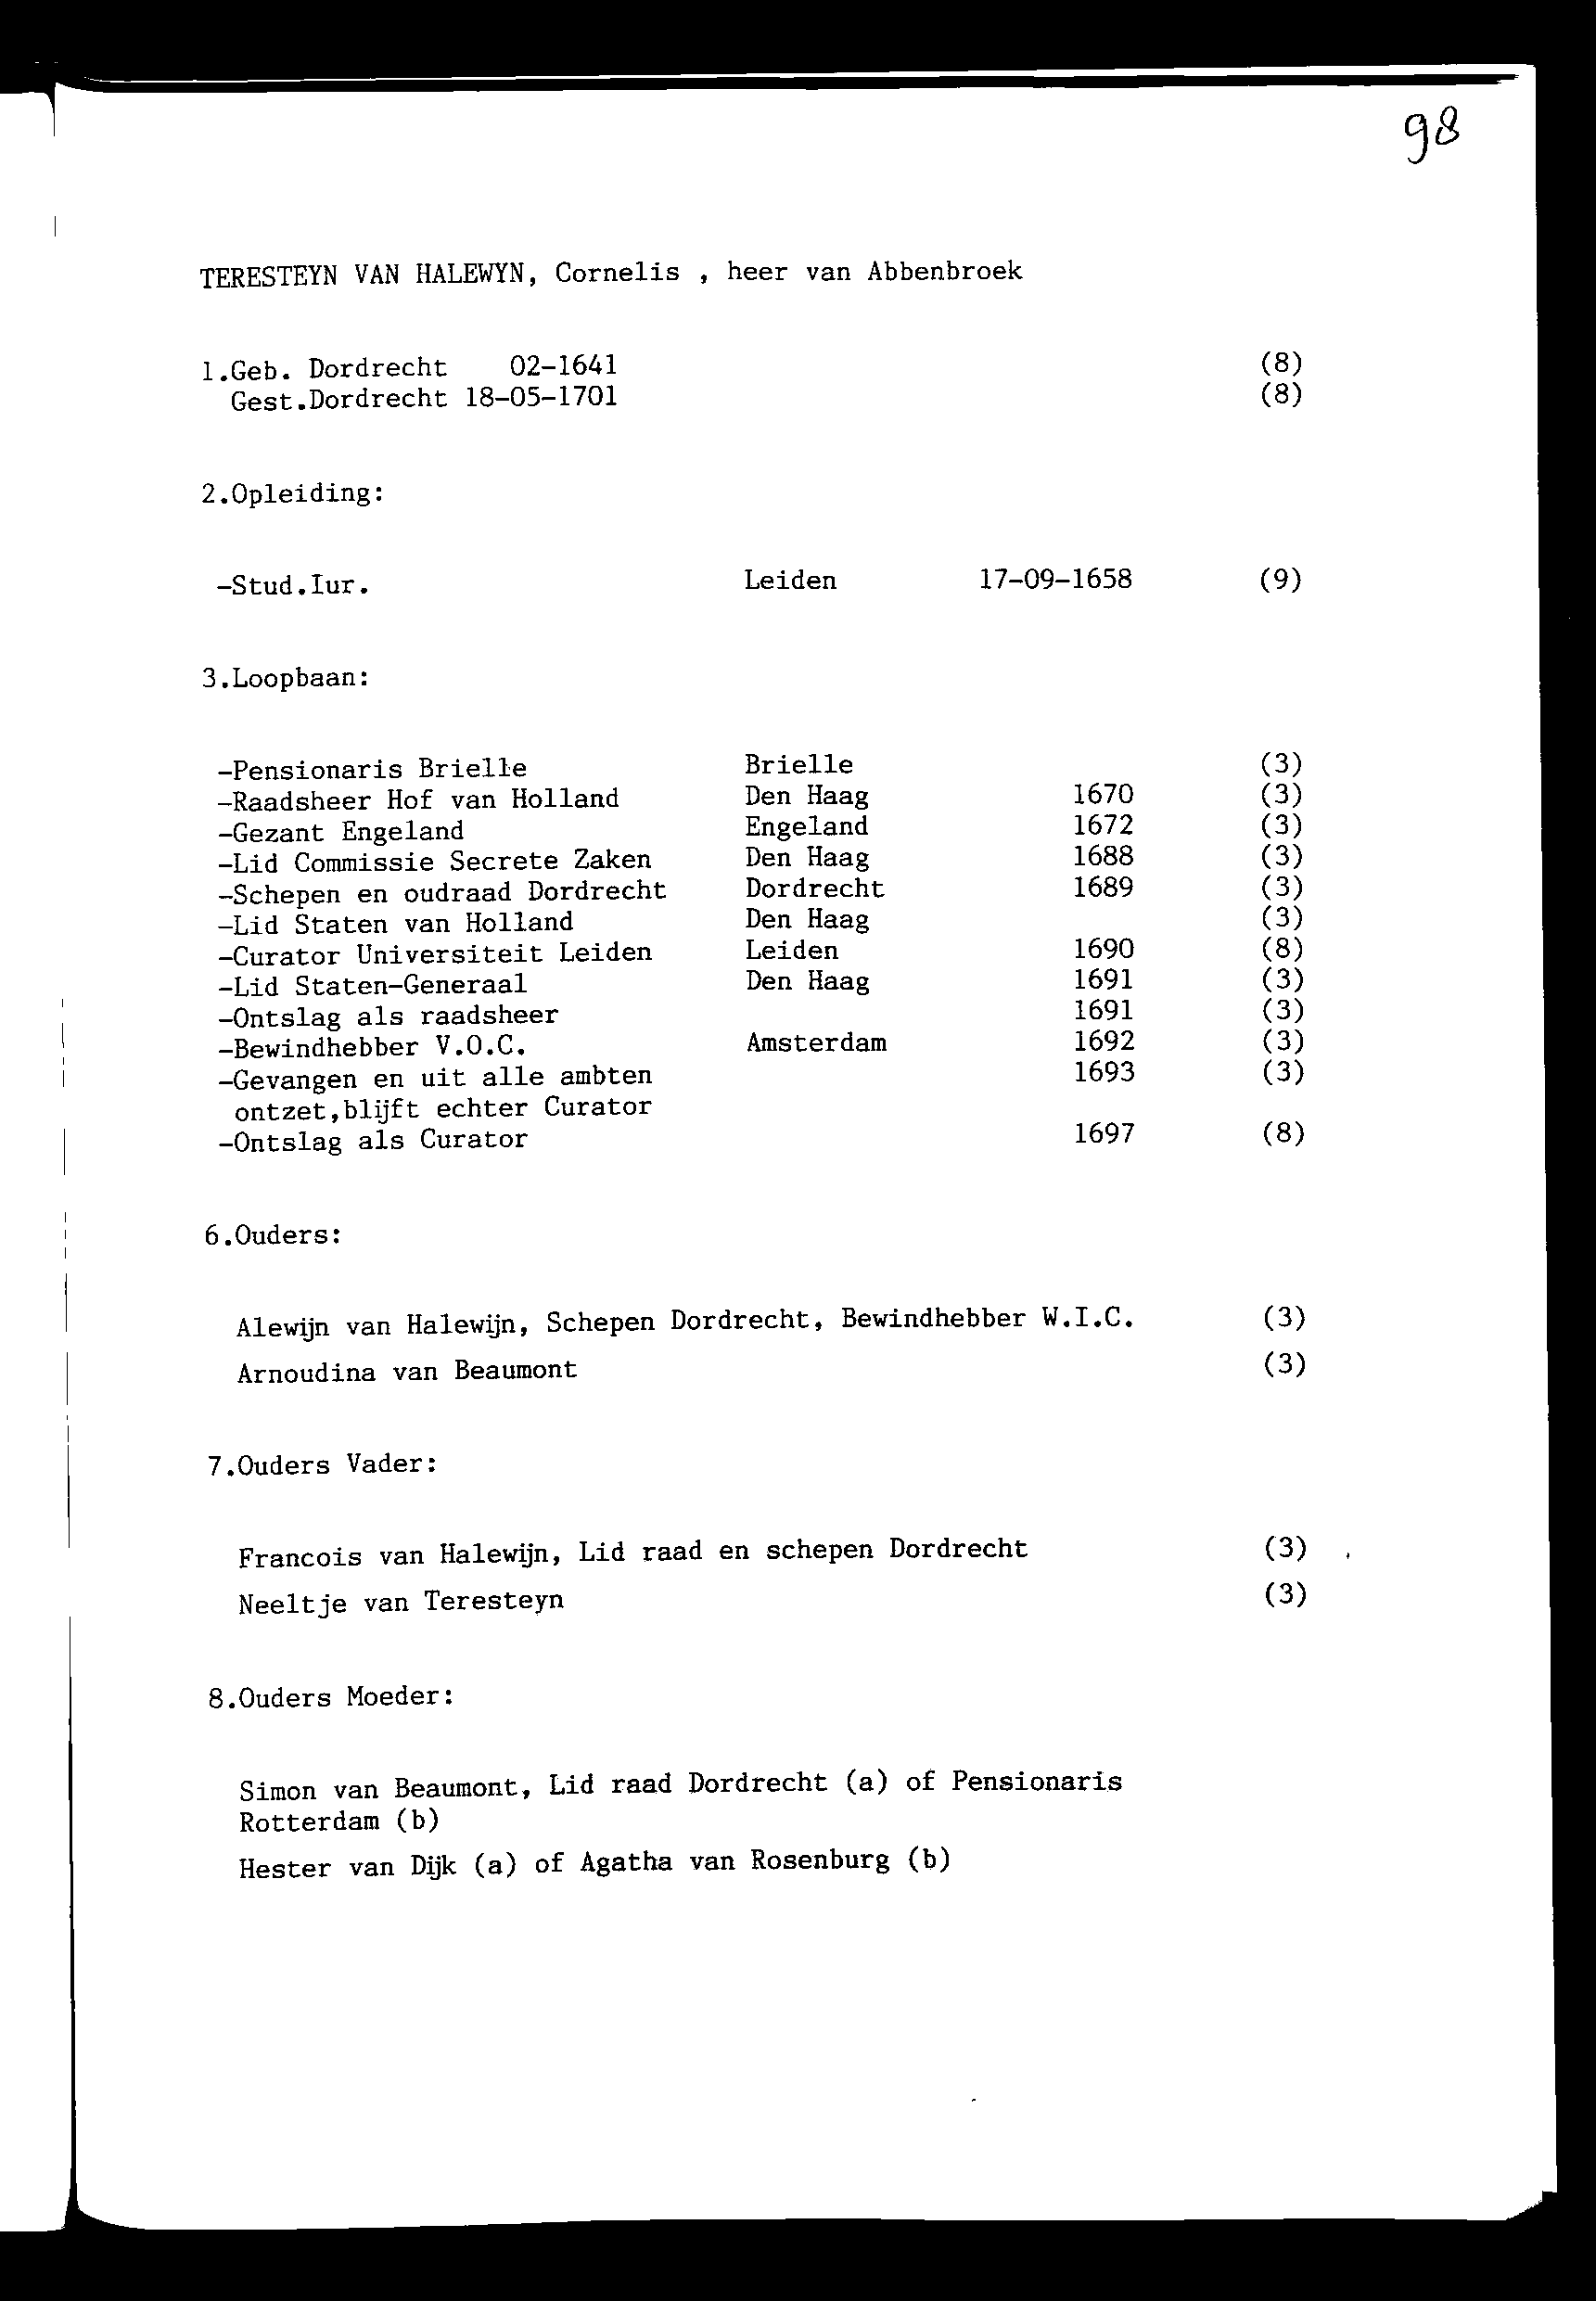 98
TERESTEYN VAN HALEWYN, Cornelis , heer van Abbenbroek
1.Geb. Dordrecht 02-1641 (8)
Gest.Dordrecht 18-05-1701 (8)
2.Opleiding:
-Stud.Iur. Leiden 17-09-1658 (9)
3.Loopbaan:
-Pensionaris Brielle Brielle (3)
-Raadsheer Hof van Holland Den Haag 1670 (3)
-Gezant Engeland Engeland 1672 (3)
-Lid Commissie Secrete Zaken Den Haag 1688 (3)
-Schepen en oudraad Dordrecht Dordrecht 1689 (3)
-Lid Staten van Holland Den Haag (3)
-Curator Universiteit Leiden Leiden 1690 (8)
-Lid Staten-Generaal Den Haag 1691 (3)
-Ontslag als raadsheer 1691 (3)
-Bewindhebber V.O.C. Amsterdam 1692 (3)
-Gevangen en uit alle ambten 1693 (3)
ontzet,blijft echter Curator
-Ontslag als Curator 1697 (8)
6.Ouders:
Alewijn van Halewijn, Schepen Dordrecht, Bewindhebber W.I.C. (3)
Arnoudina van Beaumont (3)
7.Ouders Vader:
Francois van Halewijn, Lid raad en schepen Dordrecht (3)
Neeltje van Teresteyn (3)
8.Ouders Moeder:
Simon van Beaumont, Lid raad Dordrecht (a) of Pensionaris
Rotterdam (b)
Hester van Dijk (a) of Agatha van Rosenburg (b)